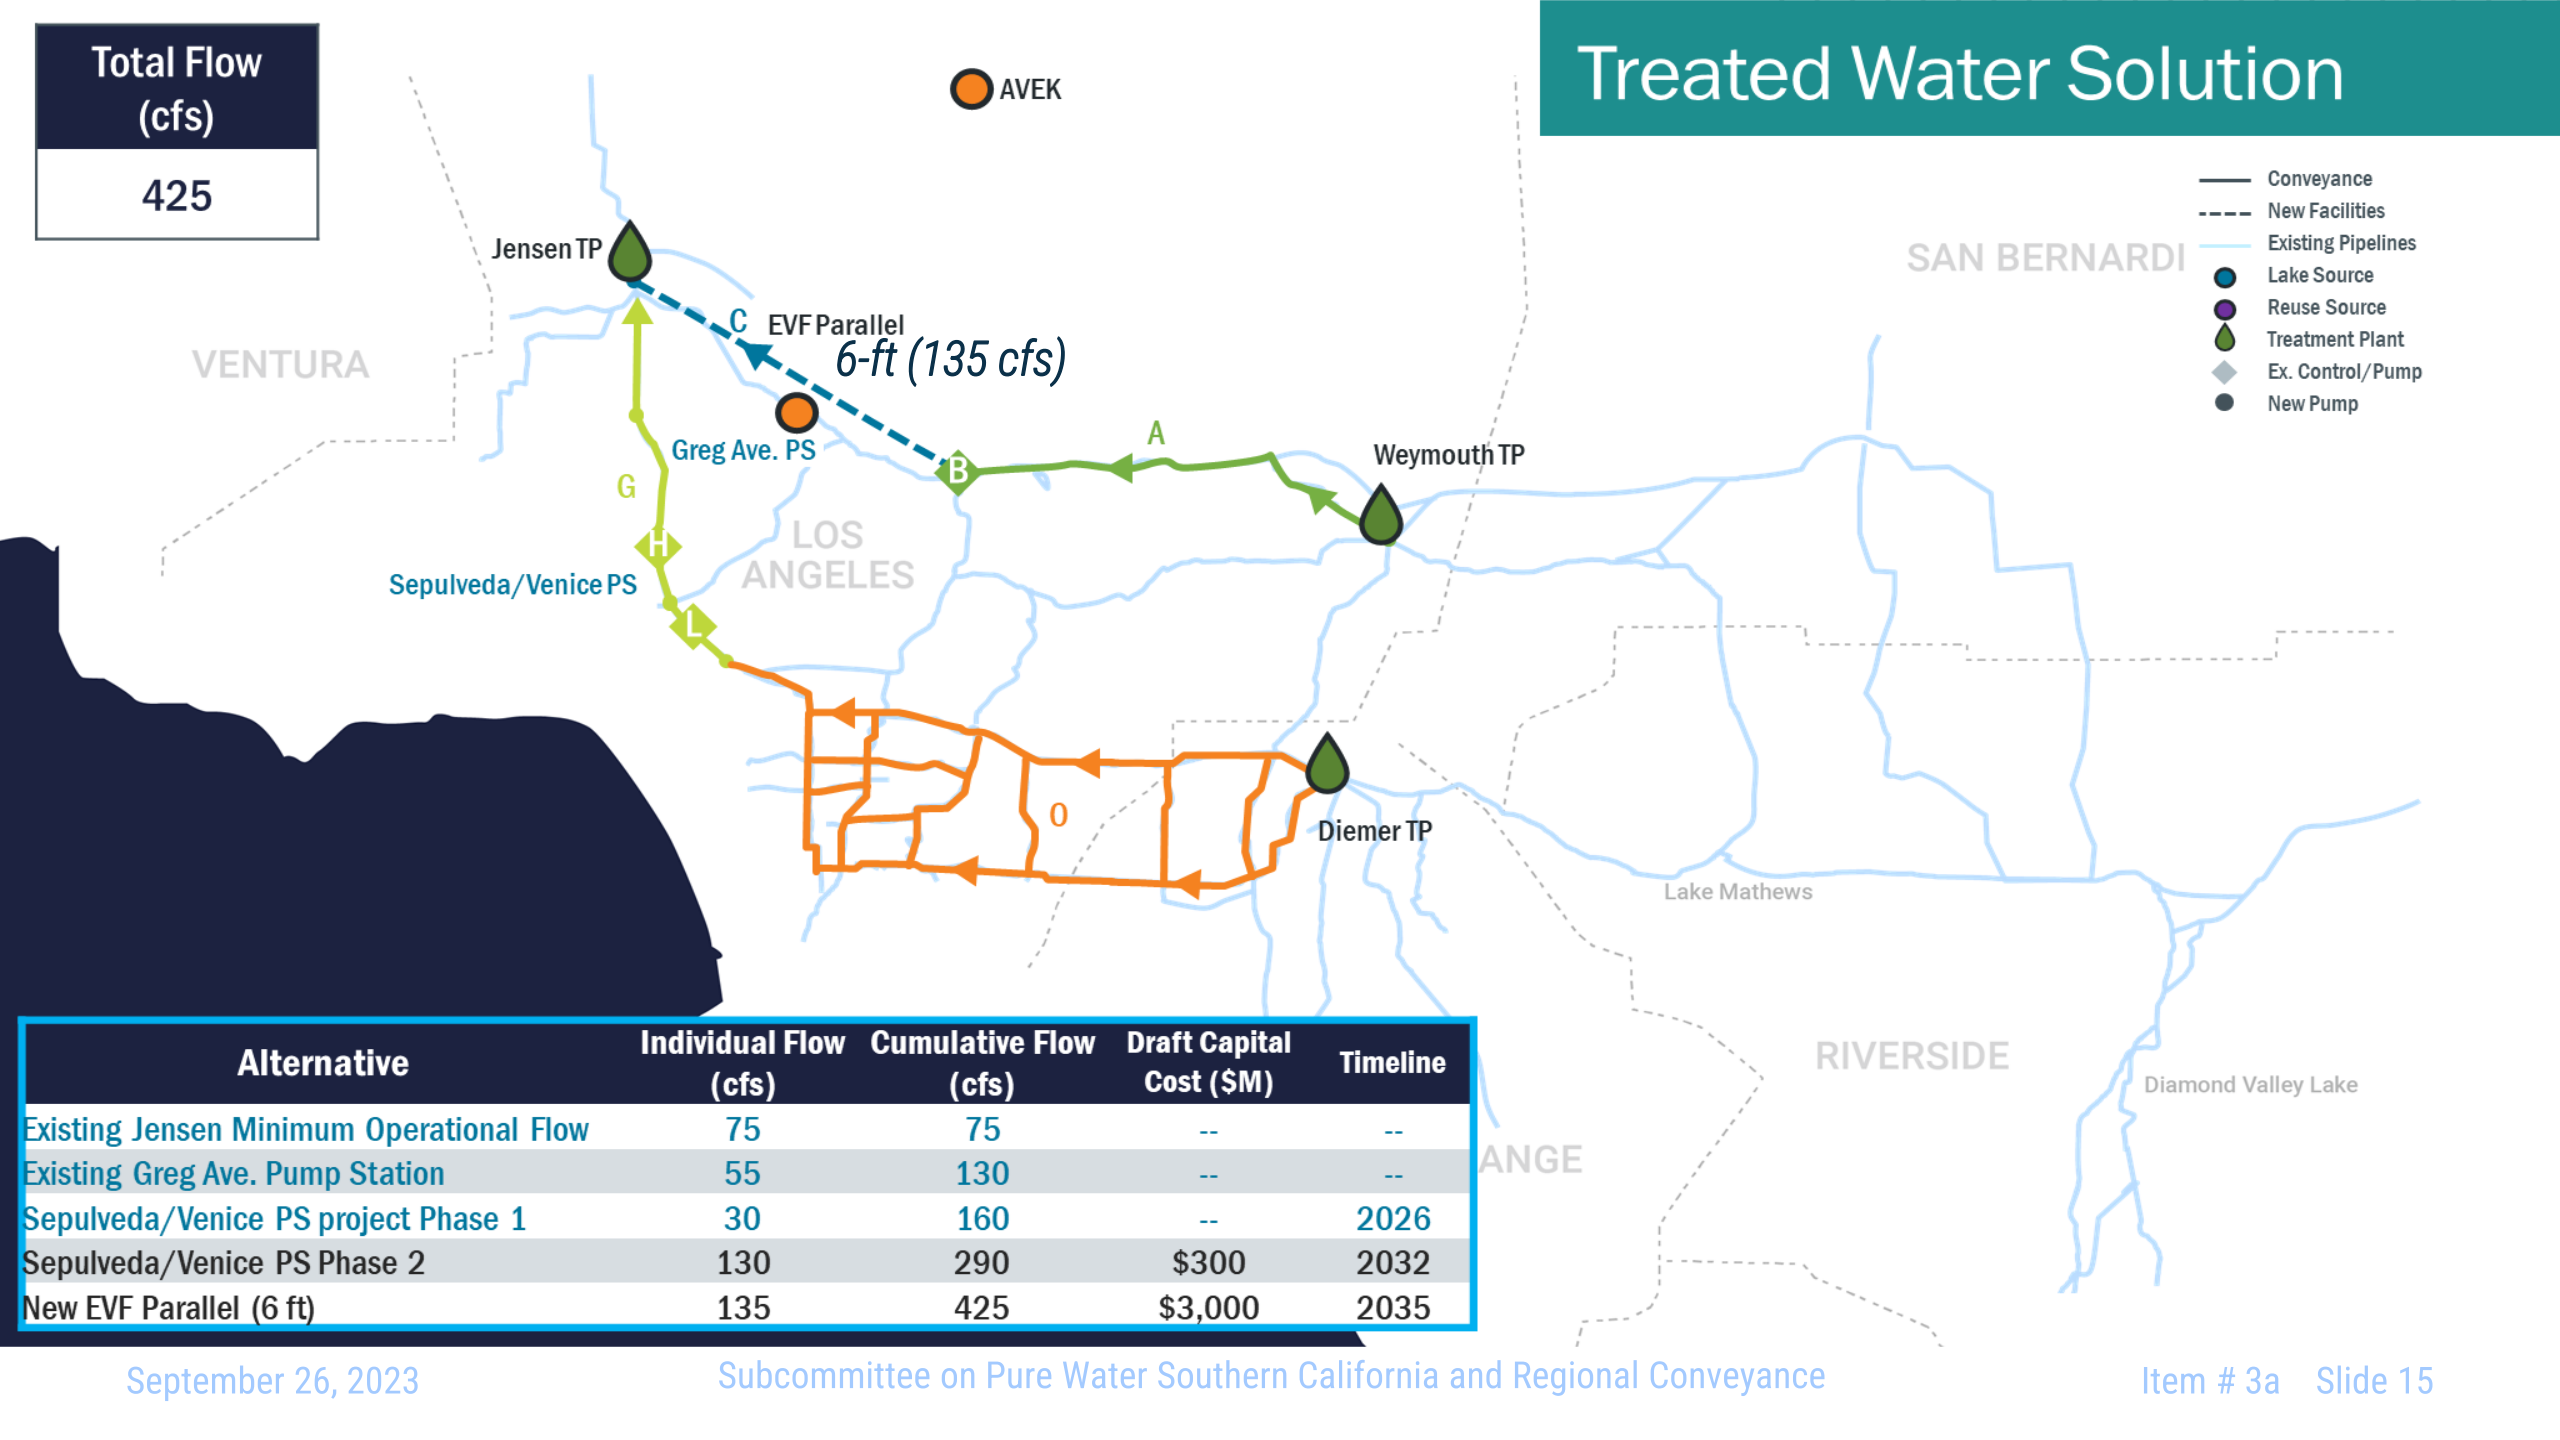 Total Flow
(cfs)
425
Treated Water Solution
AVEK
Conveyance
New Facilities
Existing Pipelines
Lake Source
Reuse Source
Treatment Plant
Ex. Control/Pump
New Pump
SAN BERNARDI
Jensen TP
C
EVF Parallel
6-ft (135 cfs)
VENTURA
Greg Ave. PS
A
B
Weymouth TP
G
H
LOS
ANGELES
Sepulveda/Venice PS
L
O
Diemer TP
Lake Mathews
RIVERSIDE
Diamond Valley Lake
ANGE
Alternative
Individual Flow
(cfs)
Cumulative Flow
(cfs)
Draft Capital
Cost ($M)
Timeline
Existing Jensen Minimum Operational Flow 75 75 -- --
Existing Greg Ave. Pump Station 55 130 -- --
Sepulveda/Venice PS project Phase 1 30 160 -- 2026
Sepulveda/Venice PS Phase 2 130 290 $300 2032
New EVF Parallel (6 ft) 135 425 $3,000 2035
September 26, 2023
Subcommittee on Pure Water Southern California and Regional Conveyance
Item # 3a Slide 15